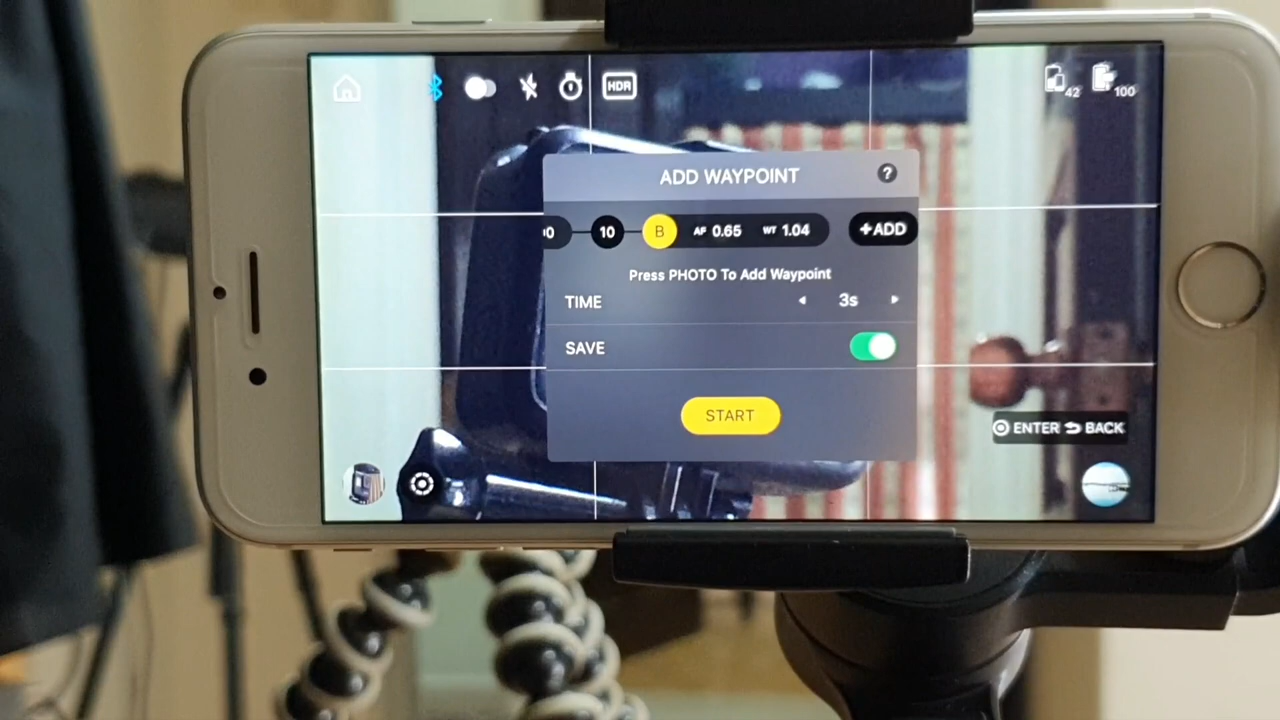 HDR
42
100
ADD WAYPOINT ?
10 B AF 0.65 WT 1.04 +ADD
Press PHOTO To Add Waypoint
TIME 3s
SAVE
START
ENTER BACK